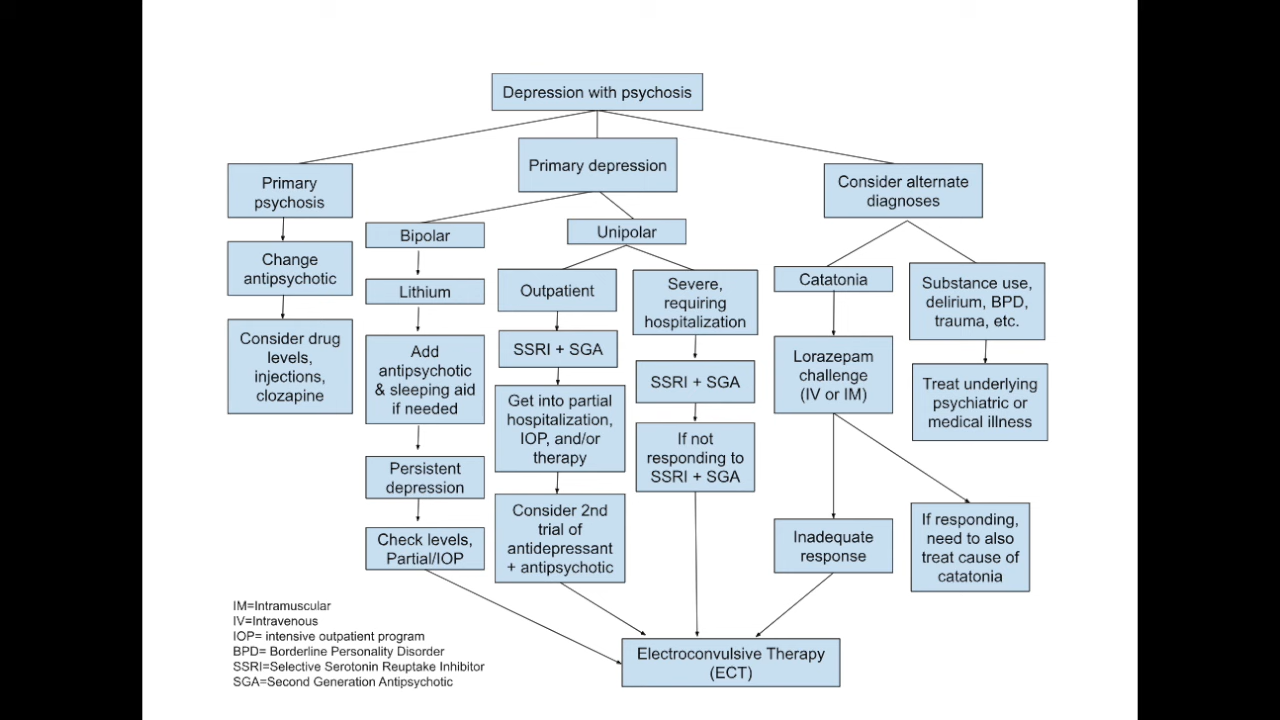 Depression with psychosis
Primary depression
Primary
psychosis
Consider alternate
diagnoses
Bipolar
Unipolar
Change
antipsychotic
Lithium
Outpatient
Severe,
requiring
hospitalization
Catatonia
Substance use,
delirium, BPD,
trauma, etc.
Consider drug
levels,
injections,
clozapine
Add
antipsychotic
& sleeping aid
if needed
SSRI + SGA
SSRI + SGA
Lorazepam
challenge
(IV or IM)
Treat underlying
psychiatric or
medical illness
Get into partial
hospitalization,
IOP, and/or
therapy
If not
responding to
SSRI + SGA
Persistent
depression
Consider 2nd
trial of
antidepressant
+ antipsychotic
Check levels,
Partial/IOP
Inadequate
response
If responding,
need to also
treat cause of
catatonia
Electroconvulsive Therapy
(ECT)
IM=Intramuscular
IV=Intravenous
IOP= intensive outpatient program
BPD= Borderline Personality Disorder
SSRI=Selective Serotonin Reuptake Inhibitor
SGA=Second Generation Antipsychotic